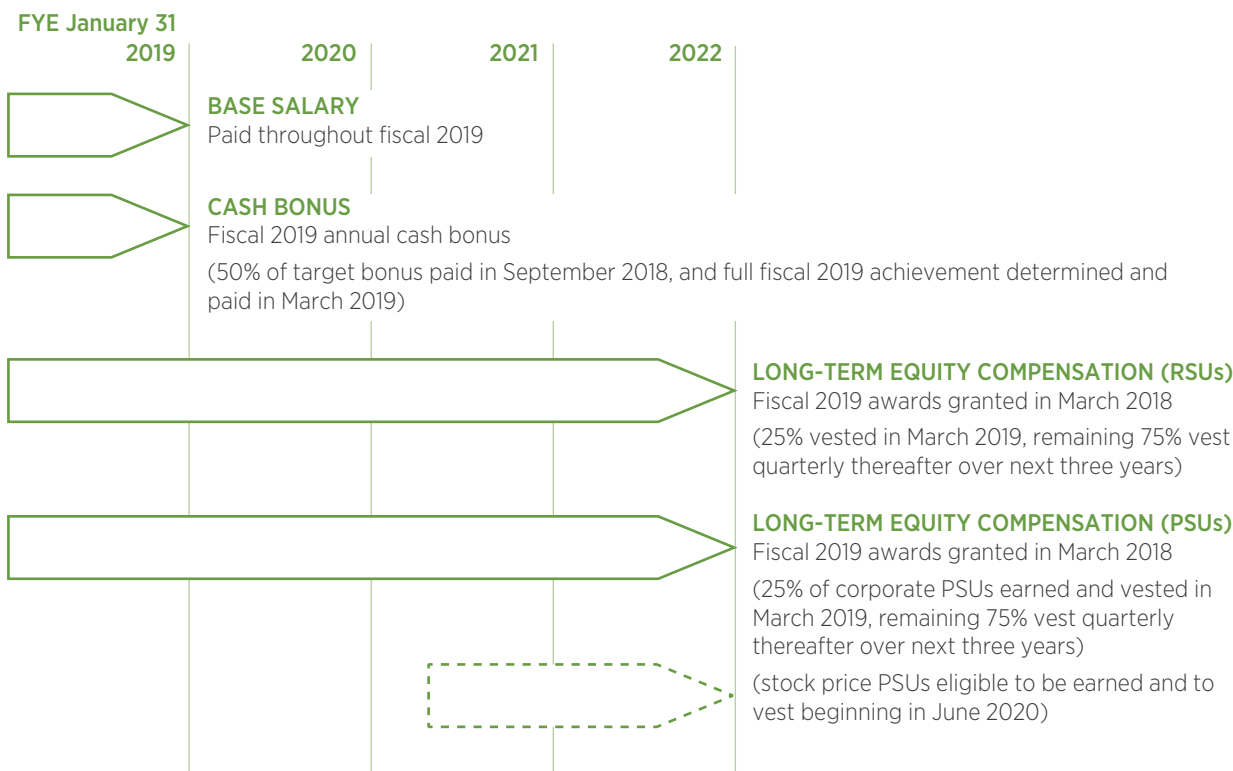 FYE January 31
2019 2020 2021 2022
BASE SALARY
Paid throughout fiscal 2019
CASH BONUS
Fiscal 2019 annual cash bonus
(50% of target bonus paid in September 2018, and full fiscal 2019 achievement determined and
paid in March 2019)
LONG-TERM EQUITY COMPENSATION (RSUs)
Fiscal 2019 awards granted in March 2018
(25% vested in March 2019, remaining 75% vest
quarterly thereafter over next three years)
LONG-TERM EQUITY COMPENSATION (PSUs)
Fiscal 2019 awards granted in March 2018
(25% of corporate PSUs earned and vested in
March 2019, remaining 75% vest quarterly
thereafter over next three years)
(stock price PSUs eligible to be earned and to
vest beginning in June 2020)